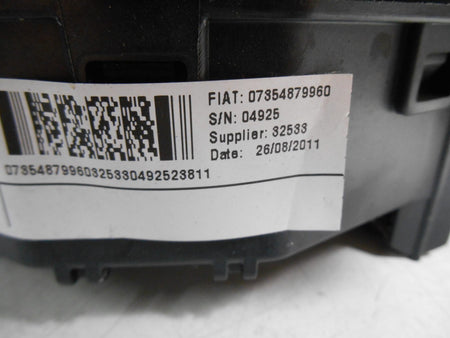 FIAT: 07354879960
S/N: 04925
Supplier: 32533
Date: 26/08/2011
07354879960325330492523811